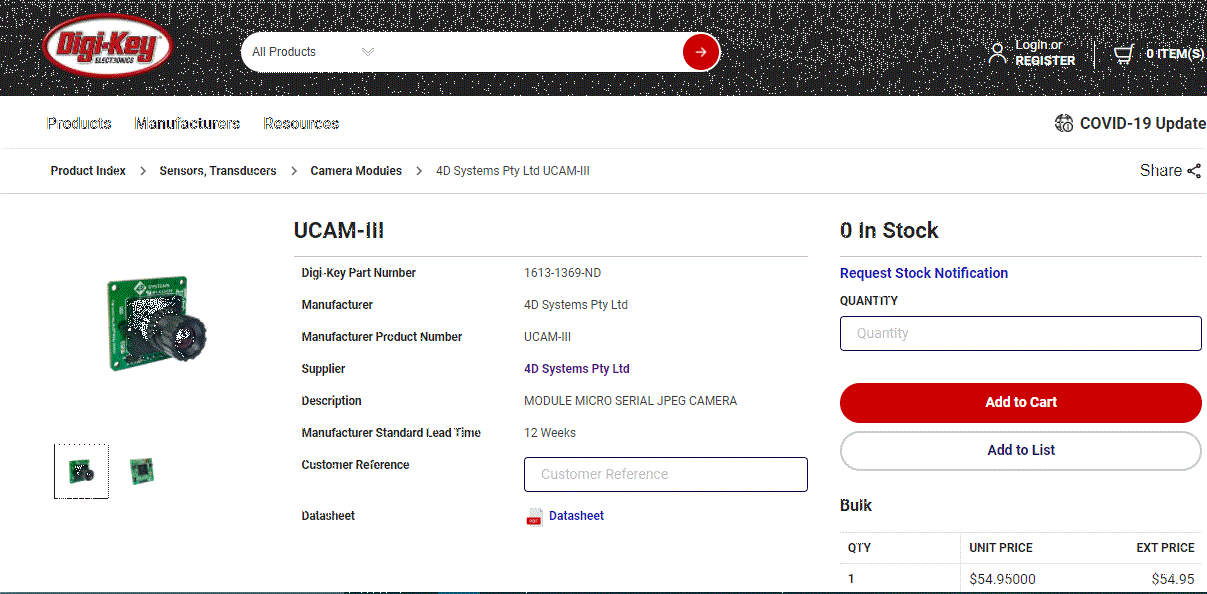 Digi-Key
ELECTRONICS
All Products
Login or
REGISTER
0 ITEM(S)
Products Manufacturers Resources
COVID-19 Update
Product Index > Sensors, Transducers > Camera Modules > 4D Systems Pty Ltd UCAM-III
Share
UCAM-III
Digi-Key Part Number 1613-1369-ND
Manufacturer 4D Systems Pty Ltd
Manufacturer Product Number UCAM-III
Supplier 4D Systems Pty Ltd
Description MODULE MICRO SERIAL JPEG CAMERA
Manufacturer Standard Lead Time 12 Weeks
Customer Reference Customer Reference
Datasheet Datasheet
0 In Stock
Request Stock Notification
QUANTITY
Quantity
Add to Cart
Add to List
Bulk
QTY UNIT PRICE EXT PRICE
1 $54.95000 $54.95